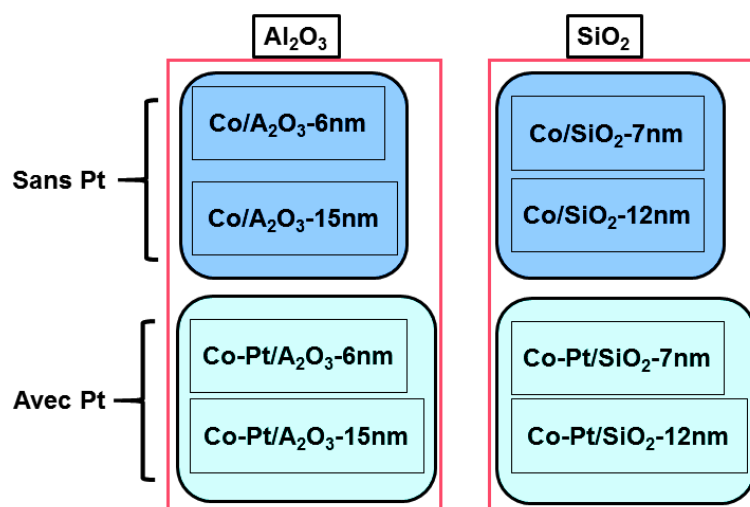 Al₂O₃
SiO₂
Sans Pt
Co/A₂O₃-6nm
Co/A₂O₃-15nm
Co/SiO₂-7nm
Co/SiO₂-12nm
Avec Pt
Co-Pt/A₂O₃-6nm
Co-Pt/A₂O₃-15nm
Co-Pt/SiO₂-7nm
Co-Pt/SiO₂-12nm